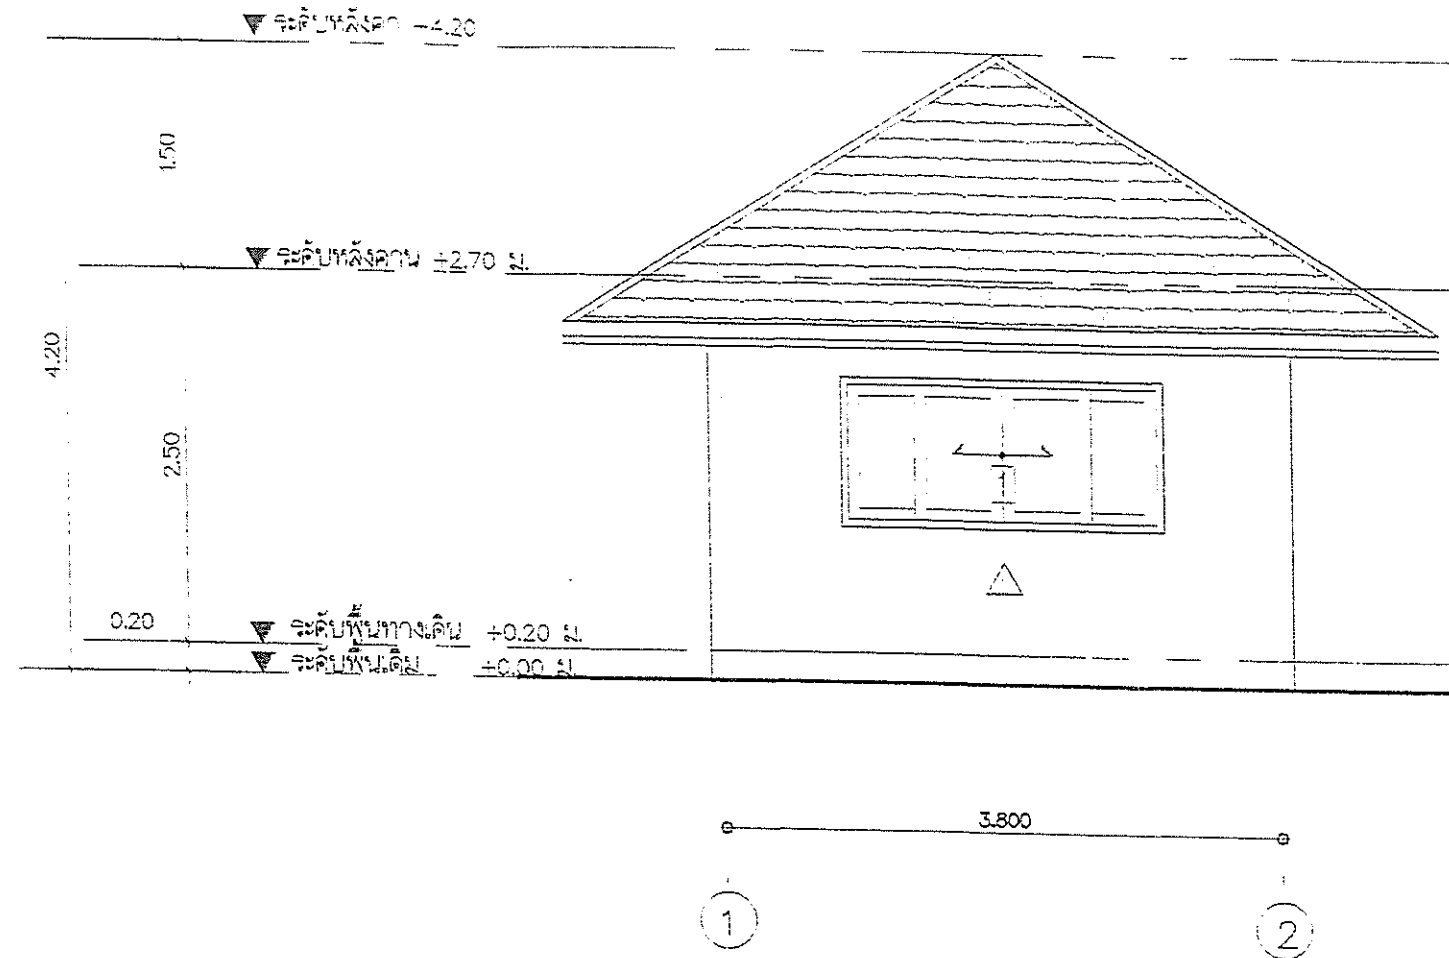 ระดับหลังคา +4.20
1.50
ระดับหลังคาน +2.70 ม.
4.20
2.50
0.20
ระดับพื้นทางเดิน +0.20 ม.
ระดับพื้นเดิม +0.00 ม.
1
3.800
1
2